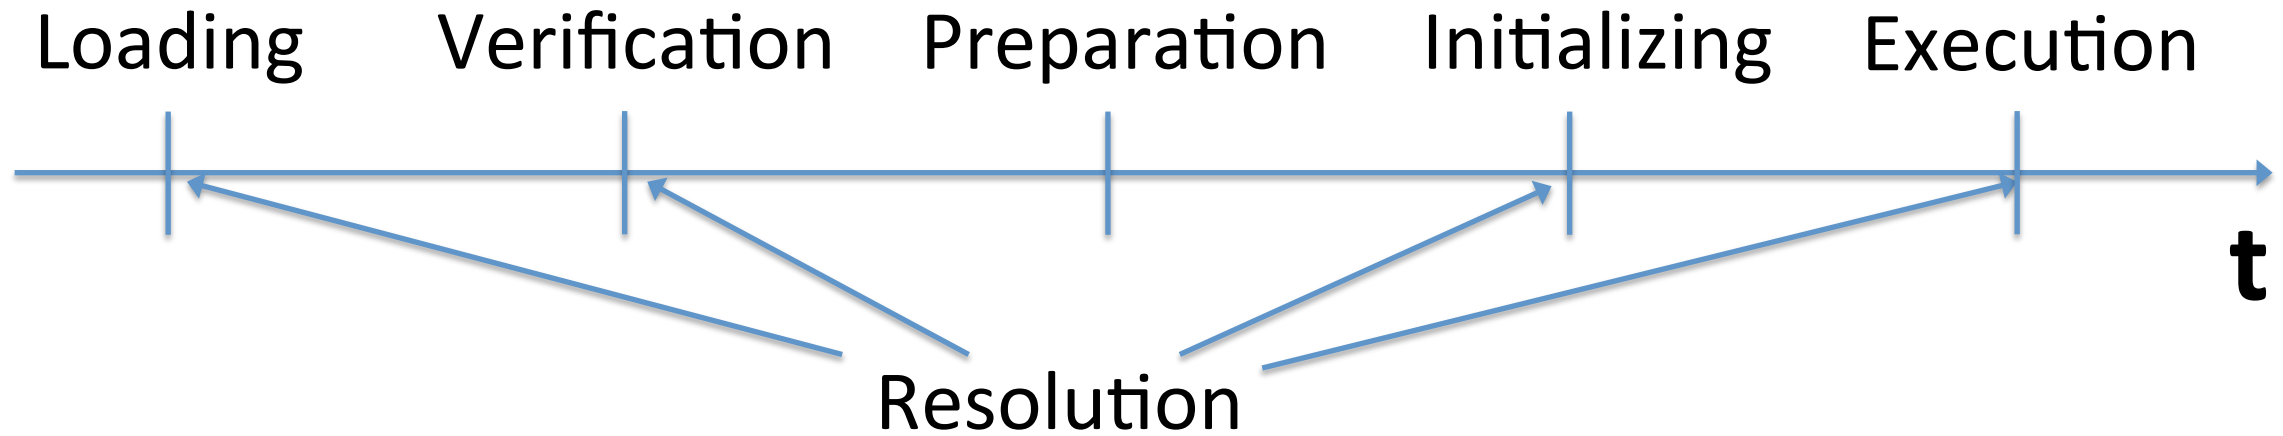 Loading Verification Preparation Initializing Execution
t
Resolution